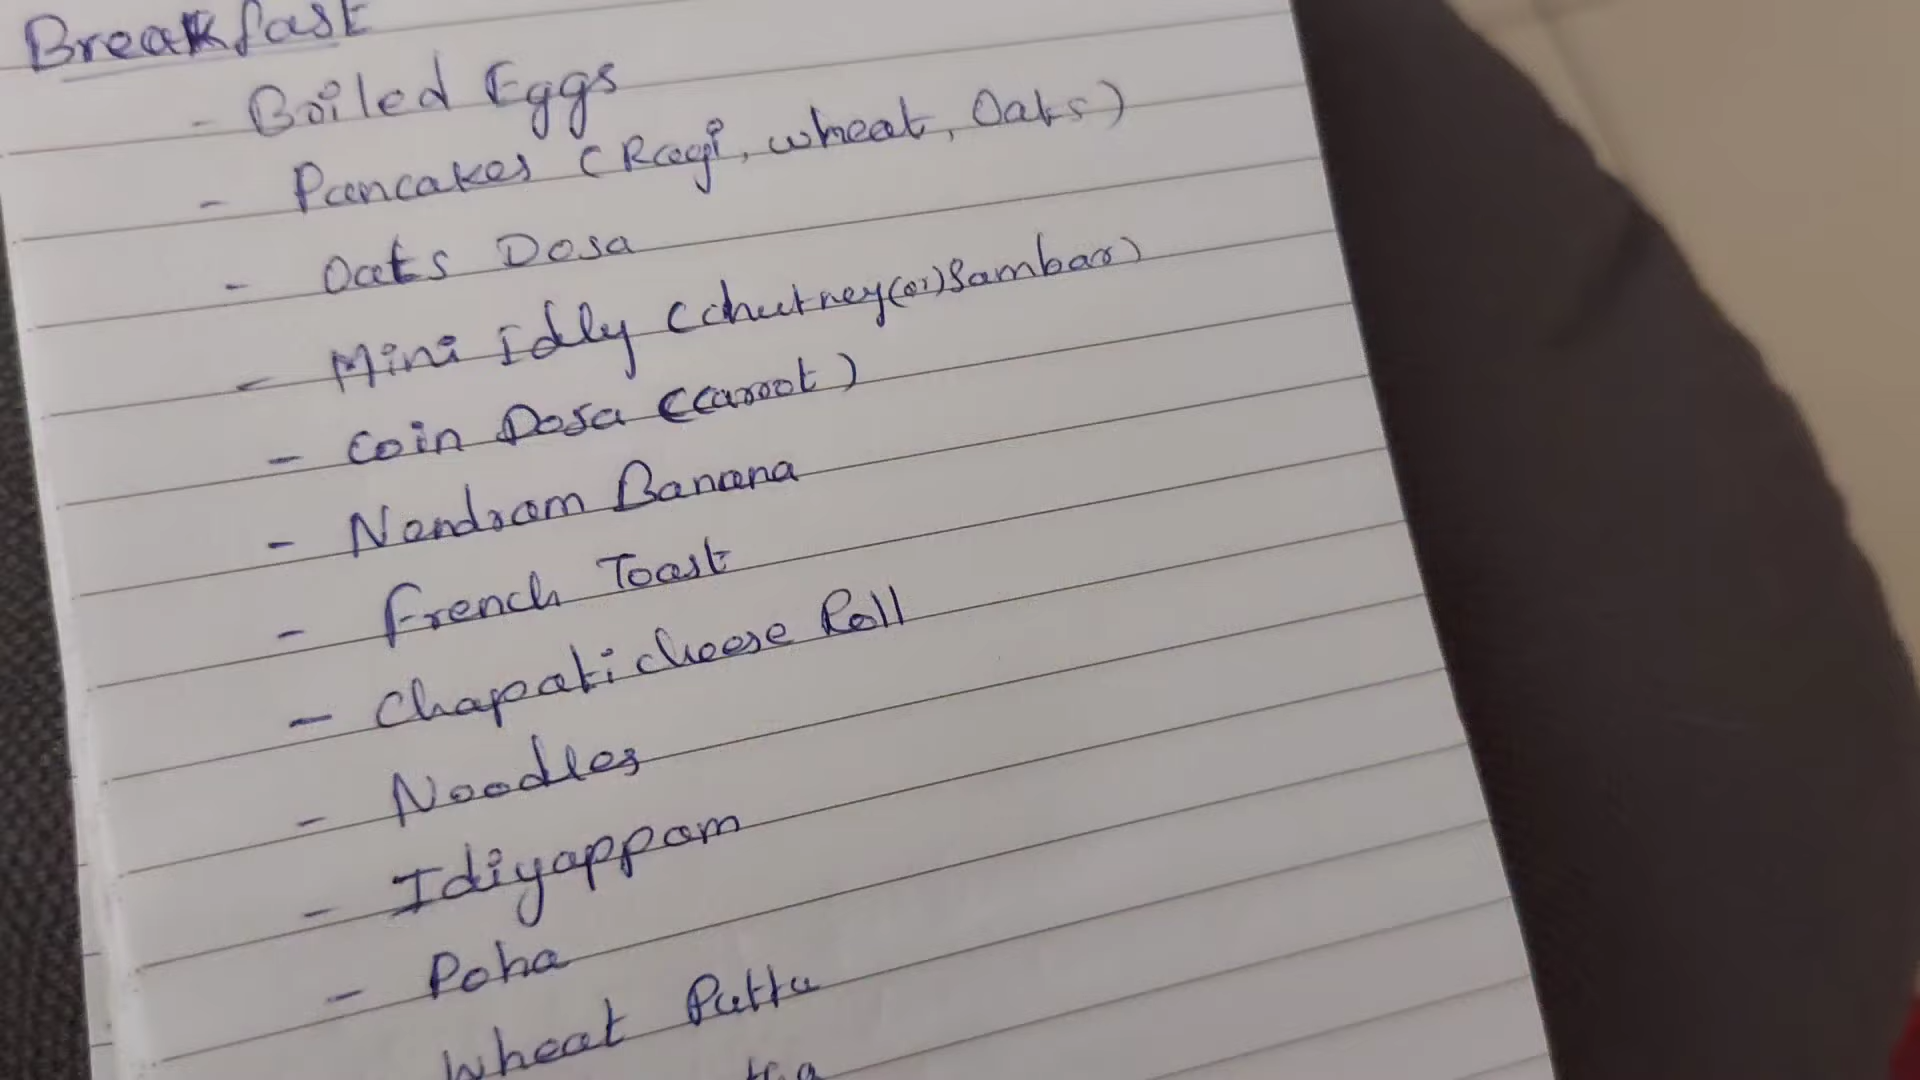 Breakfast
- Boiled Eggs
- Pancakes (Ragi, wheat, Oats)
- Oats Dosa
- Mini Idly (chutney(or)Sambar)
- Coin Dosa (Carrot)
- Nendram Banana
- French Toast
- Chapati cheese Roll
- Noodles
- Idiyappam
- Poha
Wheat Puttu